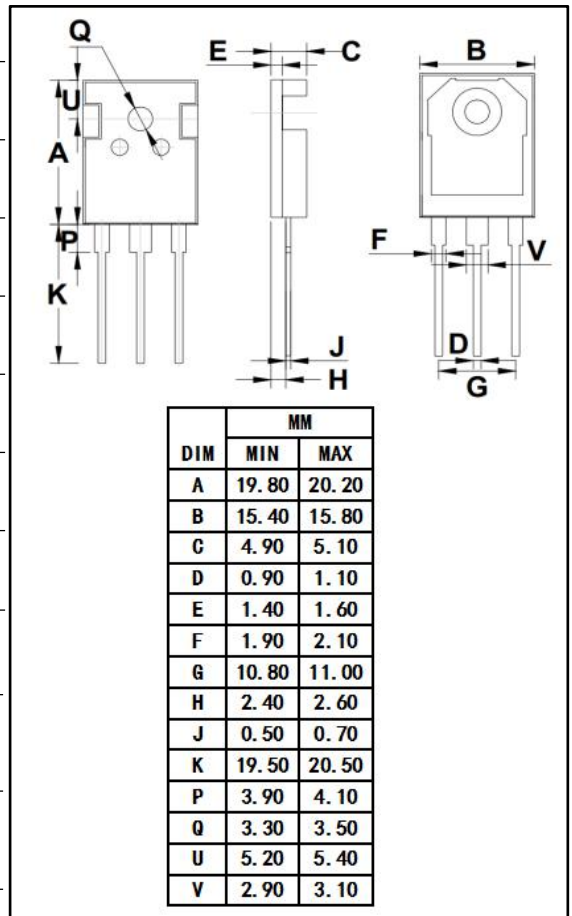 Q
E C B
U
A
P
F V
K
J D
H G
MM
DIM MIN MAX
A 19.80 20.20
B 15.40 15.80
C 4.90 5.10
D 0.90 1.10
E 1.40 1.60
F 1.90 2.10
G 10.80 11.00
H 2.40 2.60
J 0.50 0.70
K 19.50 20.50
P 3.90 4.10
Q 3.30 3.50
U 5.20 5.40
V 2.90 3.10